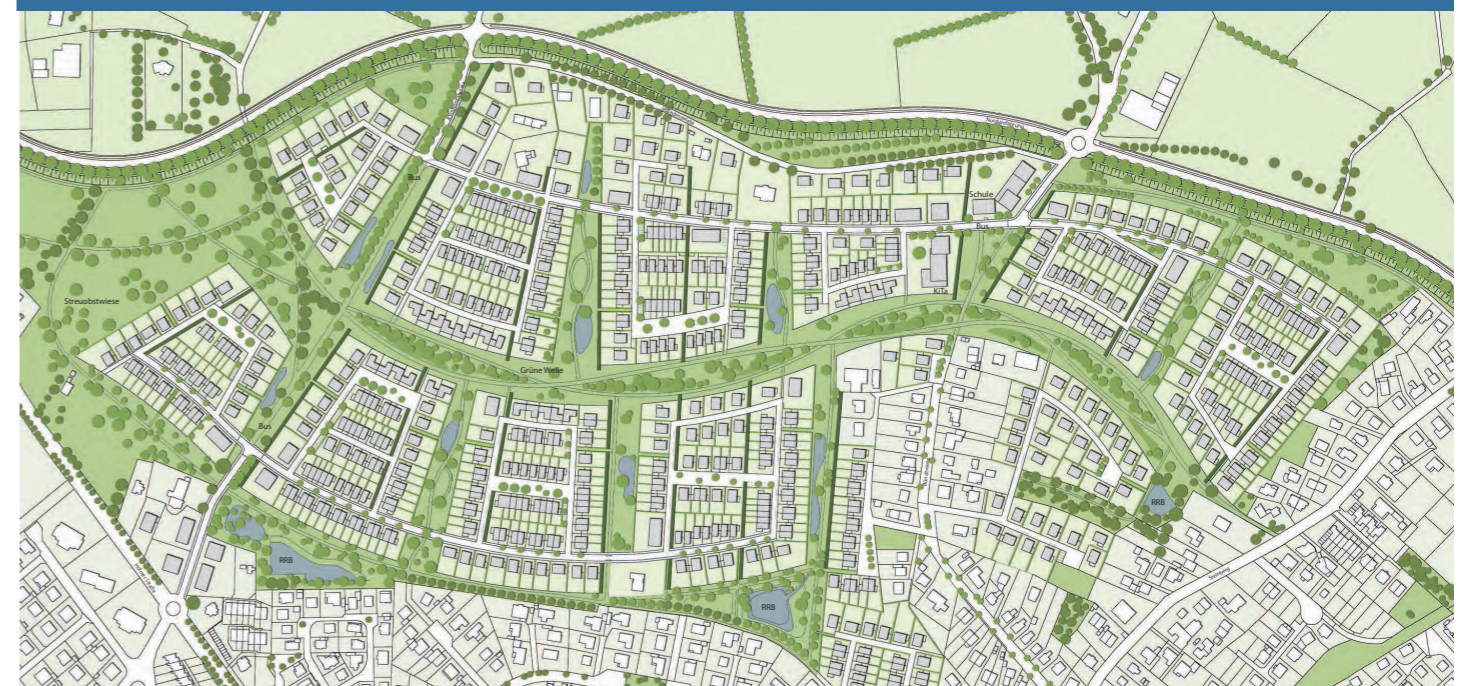 Bus
Schule
Bus
KiTa
Streuobstwiese
Grüne Welle
Bus
RRB
RRB
RRB